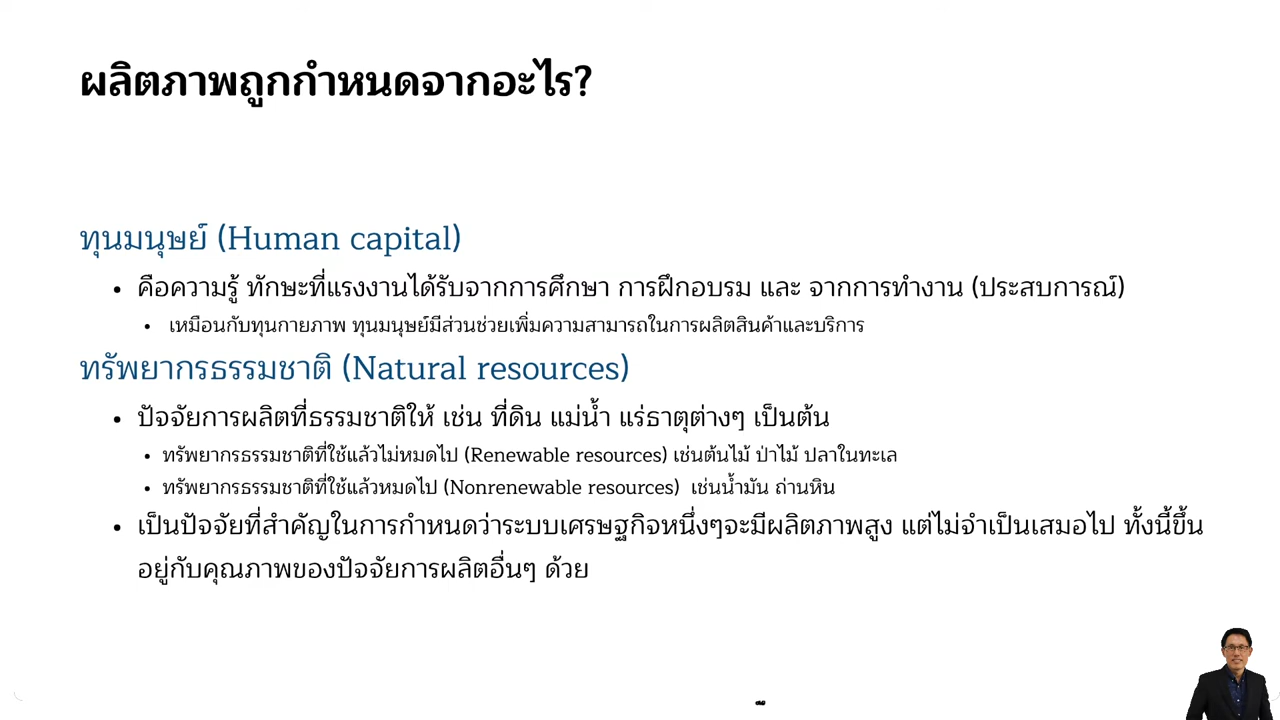 ผลิตภาพถูกกำหนดจากอะไร?
ทุนมนุษย์ (Human capital)
• คือความรู้ ทักษะที่แรงงานได้รับจากการศึกษา การฝึกอบรม และ จากการทำงาน (ประสบการณ์)
• เหมือนกับทุนกายภาพ ทุนมนุษย์มีส่วนช่วยเพิ่มความสามารถในการผลิตสินค้าและบริการ
ทรัพยากรธรรมชาติ (Natural resources)
• ปัจจัยการผลิตที่ธรรมชาติให้ เช่น ที่ดิน แม่น้ำ แร่ธาตุต่างๆ เป็นต้น
• ทรัพยากรธรรมชาติที่ใช้แล้วไม่หมดไป (Renewable resources) เช่นต้นไม้ ป่าไม้ ปลาในทะเล
• ทรัพยากรธรรมชาติที่ใช้แล้วหมดไป (Nonrenewable resources) เช่นน้ำมัน ถ่านหิน
• เป็นปัจจัยที่สำคัญในการกำหนดว่าระบบเศรษฐกิจหนึ่งๆจะมีผลิตภาพสูง แต่ไม่จำเป็นเสมอไป ทั้งนี้ขึ้น
อยู่กับคุณภาพของปัจจัยการผลิตอื่นๆ ด้วย